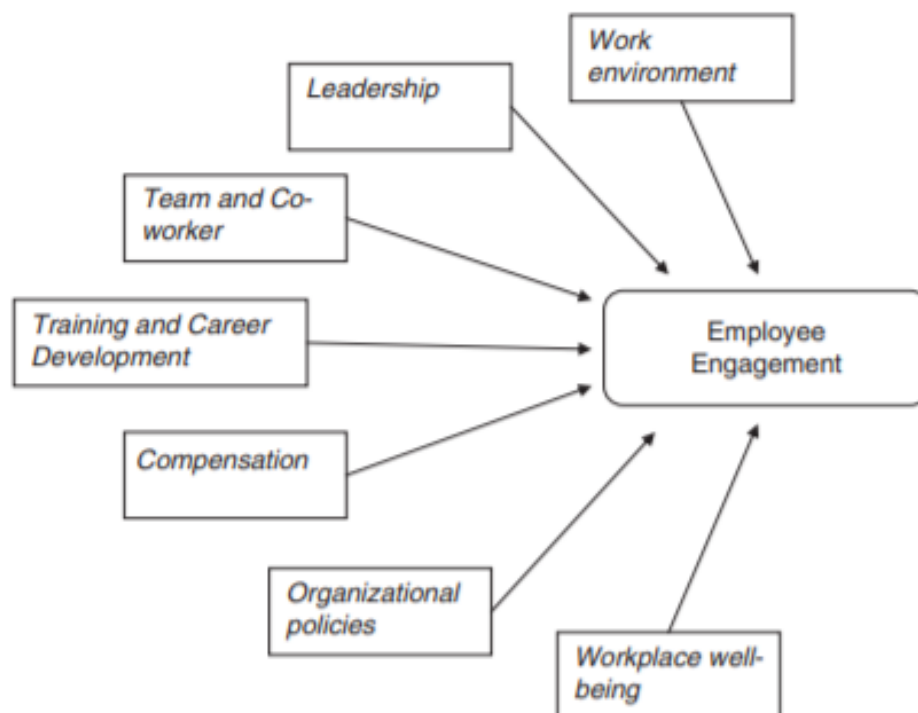 Work
environment
Leadership
Team and Co-
worker
Training and Career
Development
Employee
Engagement
Compensation
Organizational
policies
Workplace well-
being